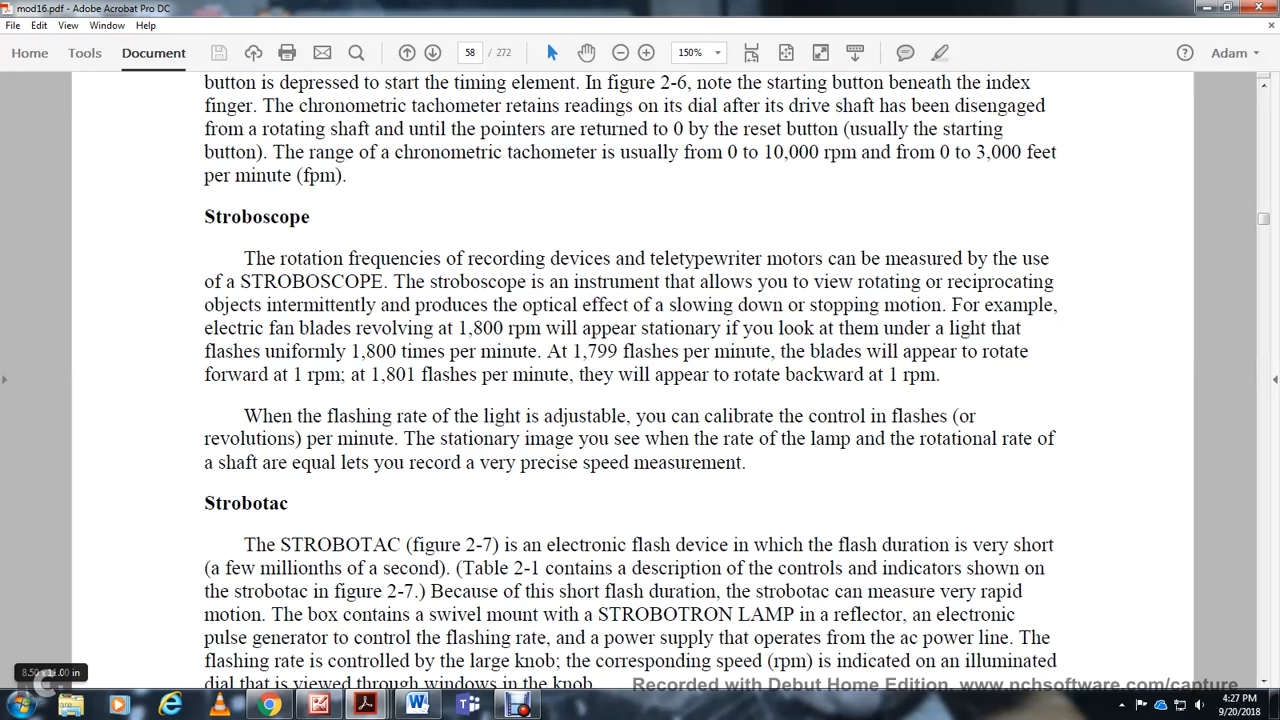 mod16.pdf - Adobe Acrobat Pro DC
File Edit View Window Help
Home Tools Document 58 / 272 150% Adam
button is depressed to start the timing element. In figure 2-6, note the starting button beneath the index
finger. The chronometric tachometer retains readings on its dial after its drive shaft has been disengaged
from a rotating shaft and until the pointers are returned to 0 by the reset button (usually the starting
button). The range of a chronometric tachometer is usually from 0 to 10,000 rpm and from 0 to 3,000 feet
per minute (fpm).
Stroboscope
The rotation frequencies of recording devices and teletypewriter motors can be measured by the use
of a STROBOSCOPE. The stroboscope is an instrument that allows you to view rotating or reciprocating
objects intermittently and produces the optical effect of a slowing down or stopping motion. For example,
electric fan blades revolving at 1,800 rpm will appear stationary if you look at them under a light that
flashes uniformly 1,800 times per minute. At 1,799 flashes per minute, the blades will appear to rotate
forward at 1 rpm; at 1,801 flashes per minute, they will appear to rotate backward at 1 rpm.
When the flashing rate of the light is adjustable, you can calibrate the control in flashes (or
revolutions) per minute. The stationary image you see when the rate of the lamp and the rotational rate of
a shaft are equal lets you record a very precise speed measurement.
Strobotac
The STROBOTAC (figure 2-7) is an electronic flash device in which the flash duration is very short
(a few millionths of a second). (Table 2-1 contains a description of the controls and indicators shown on
the strobotac in figure 2-7.) Because of this short flash duration, the strobotac can measure very rapid
motion. The box contains a swivel mount with a STROBOTRON LAMP in a reflector, an electronic
pulse generator to control the flashing rate, and a power supply that operates from the ac power line. The
flashing rate is controlled by the large knob; the corresponding speed (rpm) is indicated on an illuminated
dial that is viewed through windows in the knob.
8.50 x 11.00 in
Recorded with Debut Home Edition. www.nchsoftware.com/capture
4:27 PM
9/20/2018